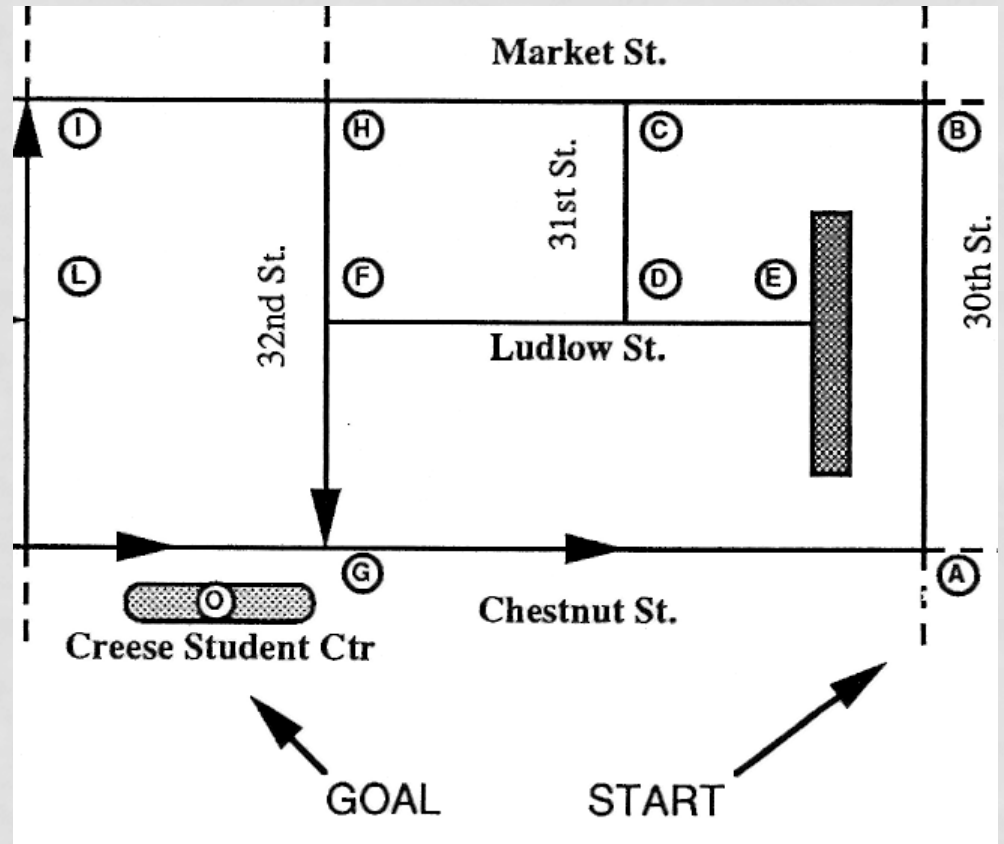 Market St.
I
H
C
B
31st St.
32nd St.
30th St.
L
F
D
E
Ludlow St.
G
A
O
Chestnut St.
Creese Student Ctr
GOAL
START